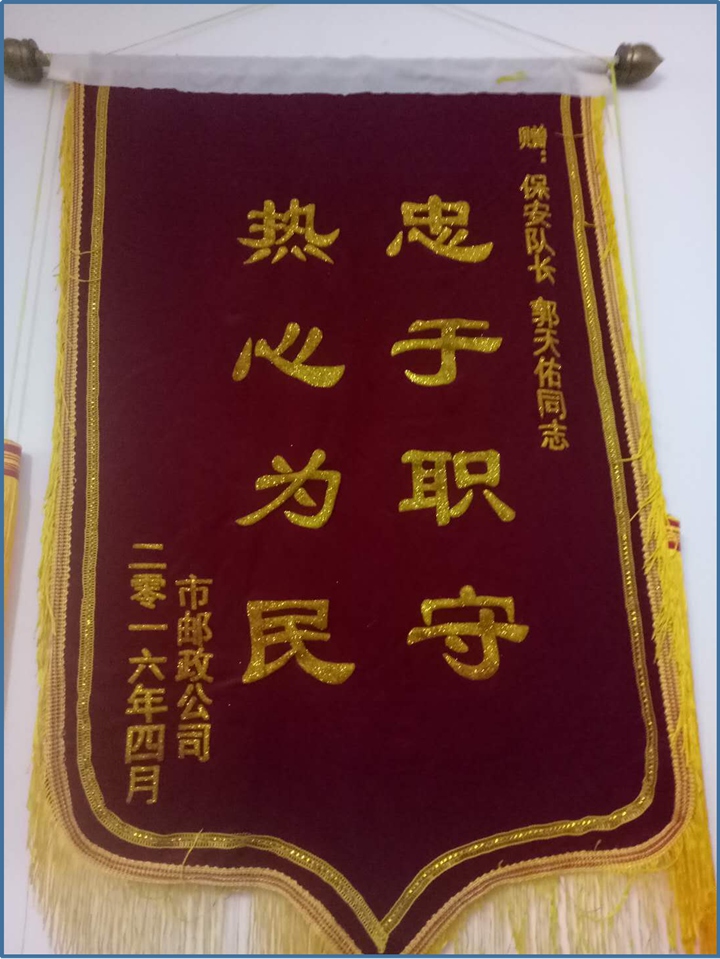 赠：保安队长 郭天佑同志
忠于职守
热心为民
市邮政公司
二零一六年四月